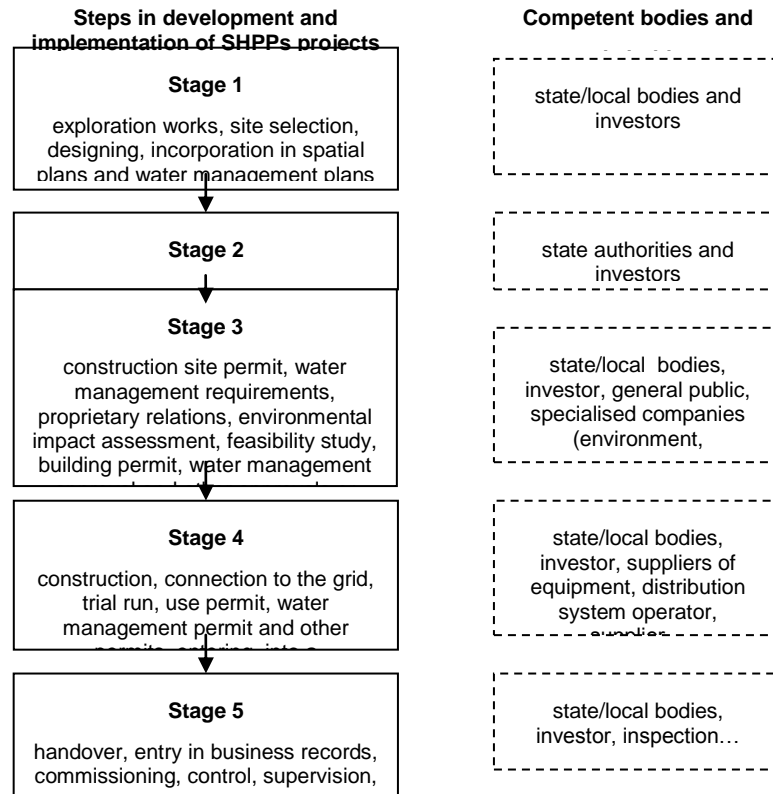 Steps in development and
implementation of SHPPs projects
Stage 1
exploration works, site selection,
designing, incorporation in spatial
plans and water management plans
Stage 2
Stage 3
construction site permit, water
management requirements,
proprietary relations, environmental
impact assessment, feasibility study,
building permit, water management
Stage 4
construction, connection to the grid,
trial run, use permit, water
management permit and other
permits, entering into a
Stage 5
handover, entry in business records,
commissioning, control, supervision,
Competent bodies and
state/local bodies and
investors
state authorities and
investors
state/local bodies,
investor, general public,
specialised companies
(environment,
state/local bodies,
investor, suppliers of
equipment, distribution
system operator,
supplier
state/local bodies,
investor, inspection…